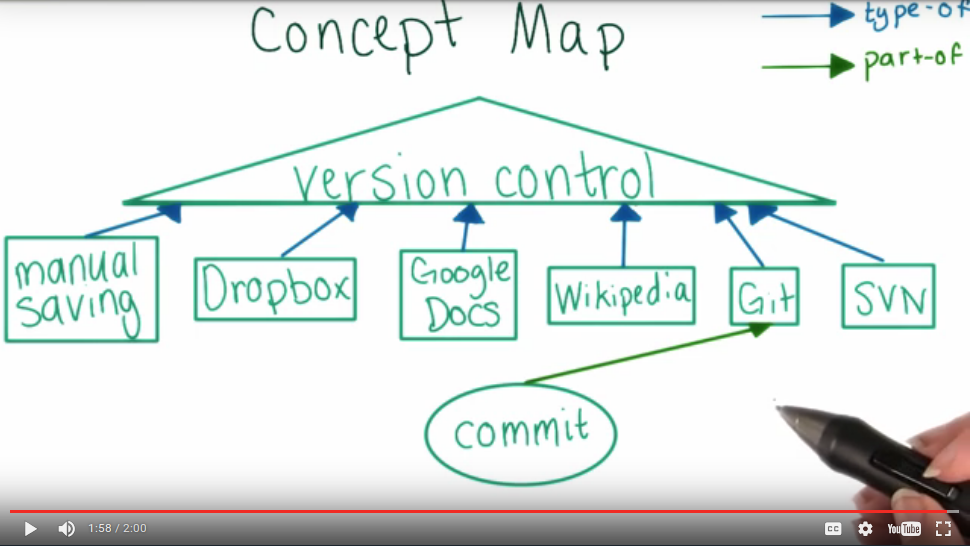 Concept Map
type-of
part-of
version control
manual
saving
Dropbox
Google
Docs
Wikipedia
Git
SVN
commit
1:58 / 2:00
CC
YouTube